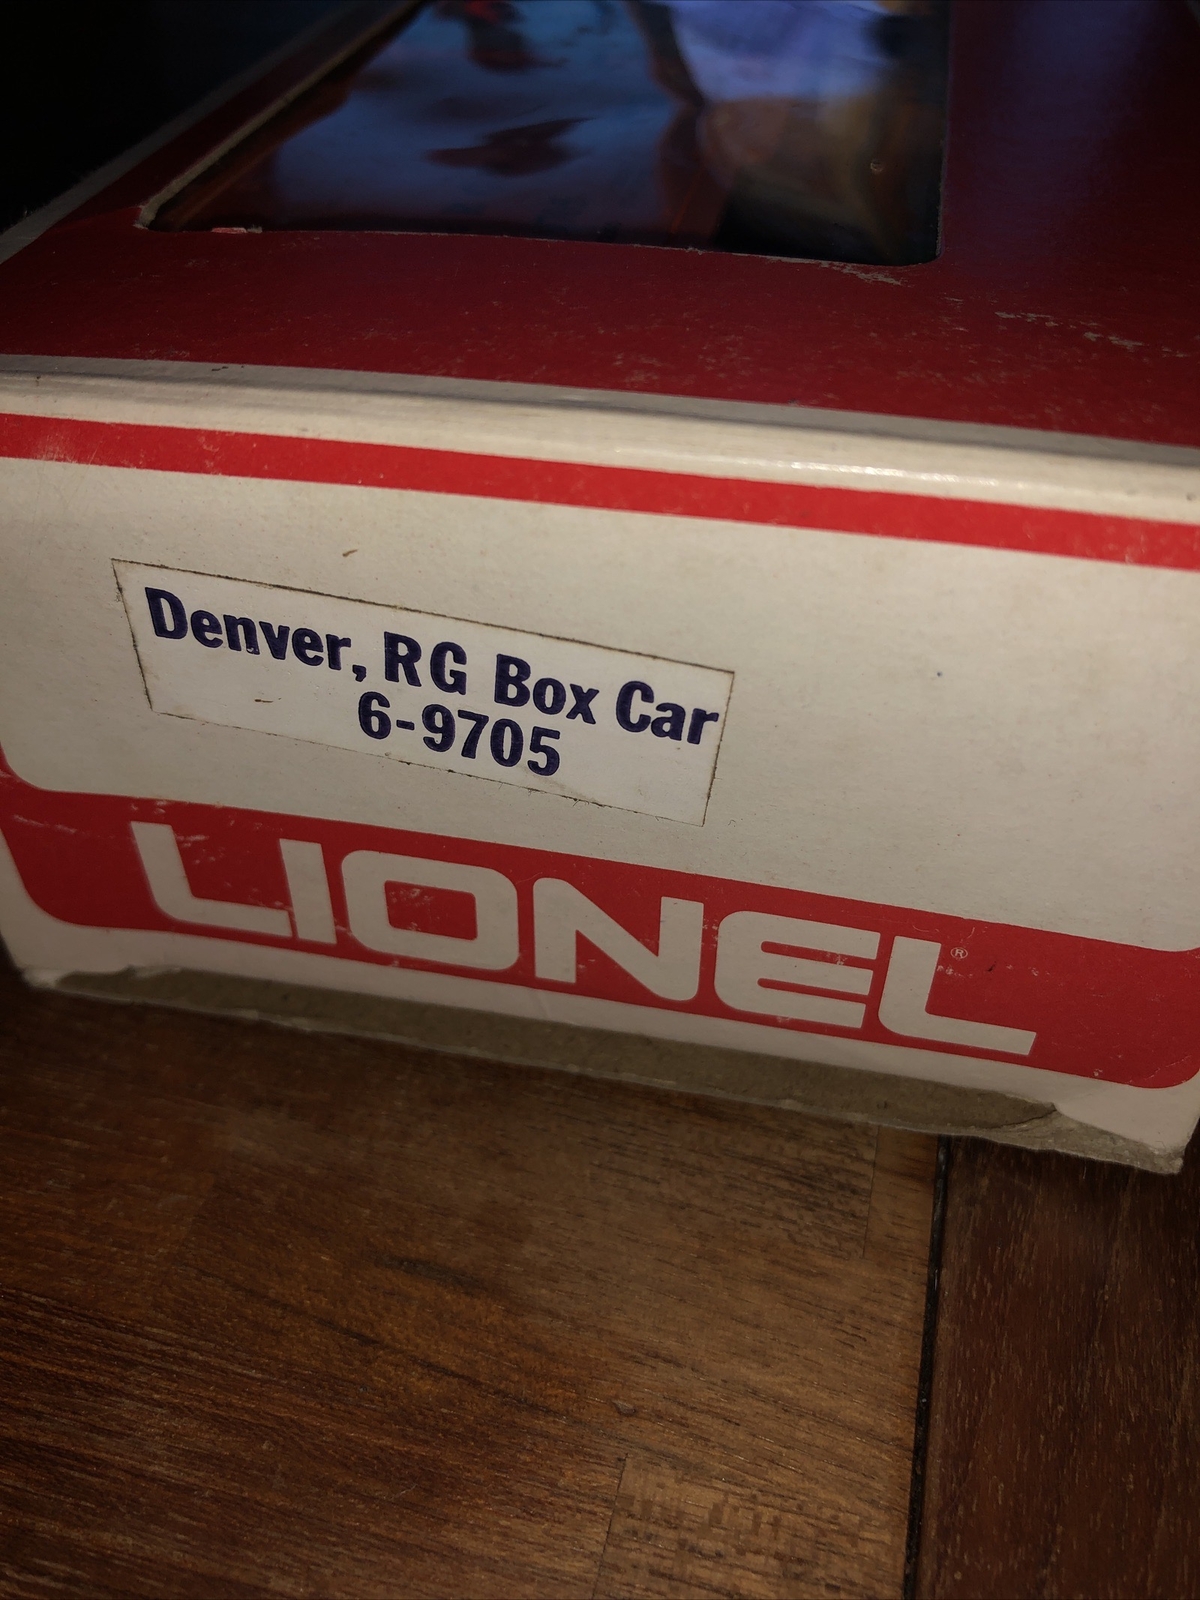 Denver, RG Box Car
6-9705
LIONEL®